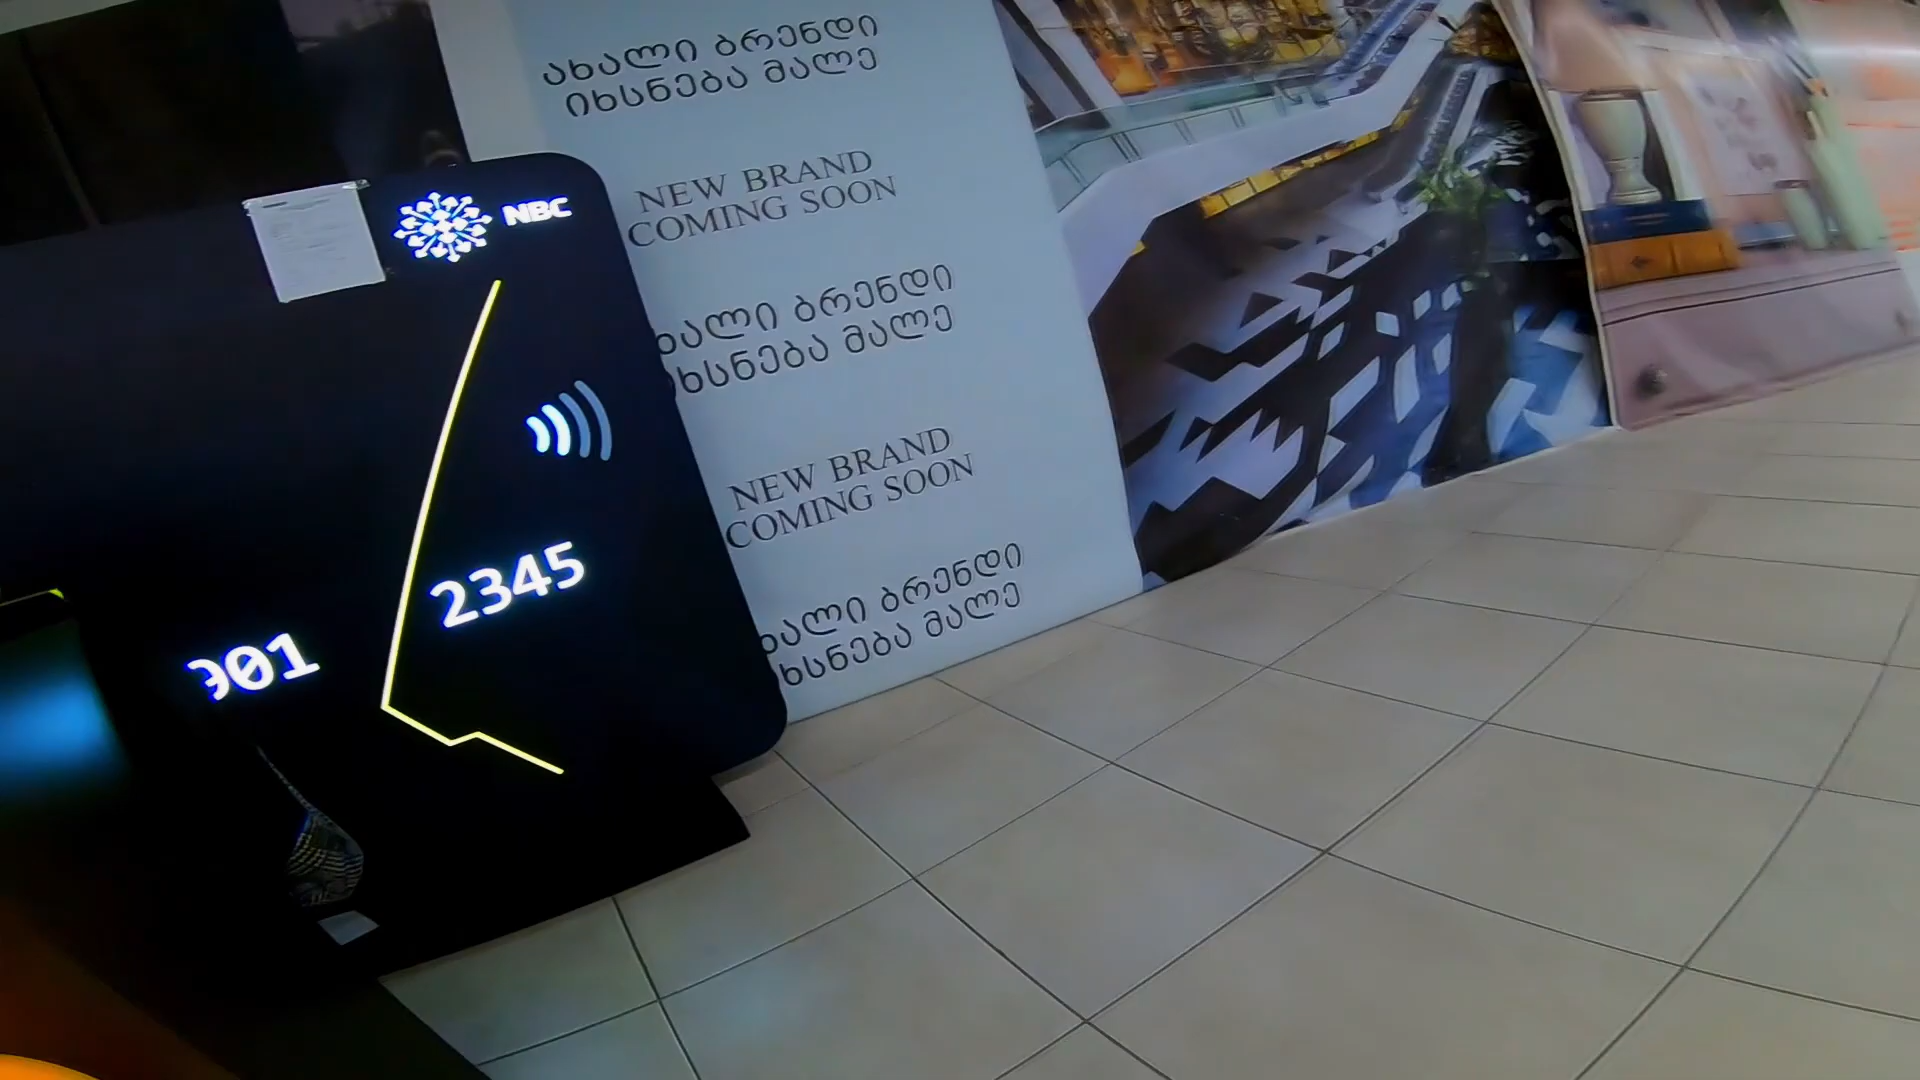 NBC
2345
01
ახალი ბრენდი
იხსნება მალე
NEW BRAND
COMING SOON
ახალი ბრენდი
იხსნება მალე
NEW BRAND
COMING SOON
ახალი ბრენდი
იხსნება მალე